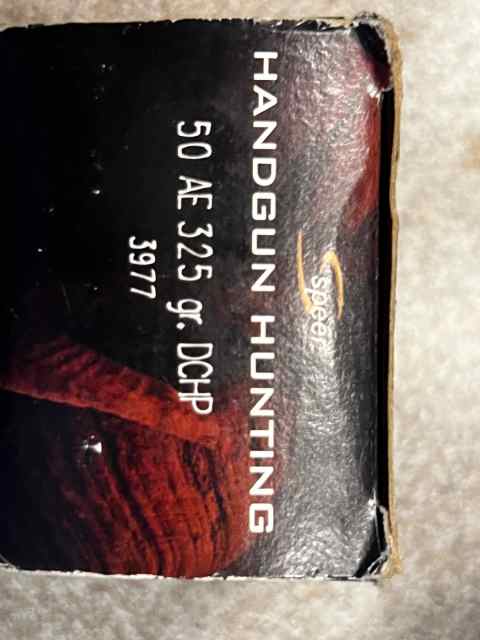 speer
HANDGUN HUNTING
50 AE 325 gr. DCHP
3977